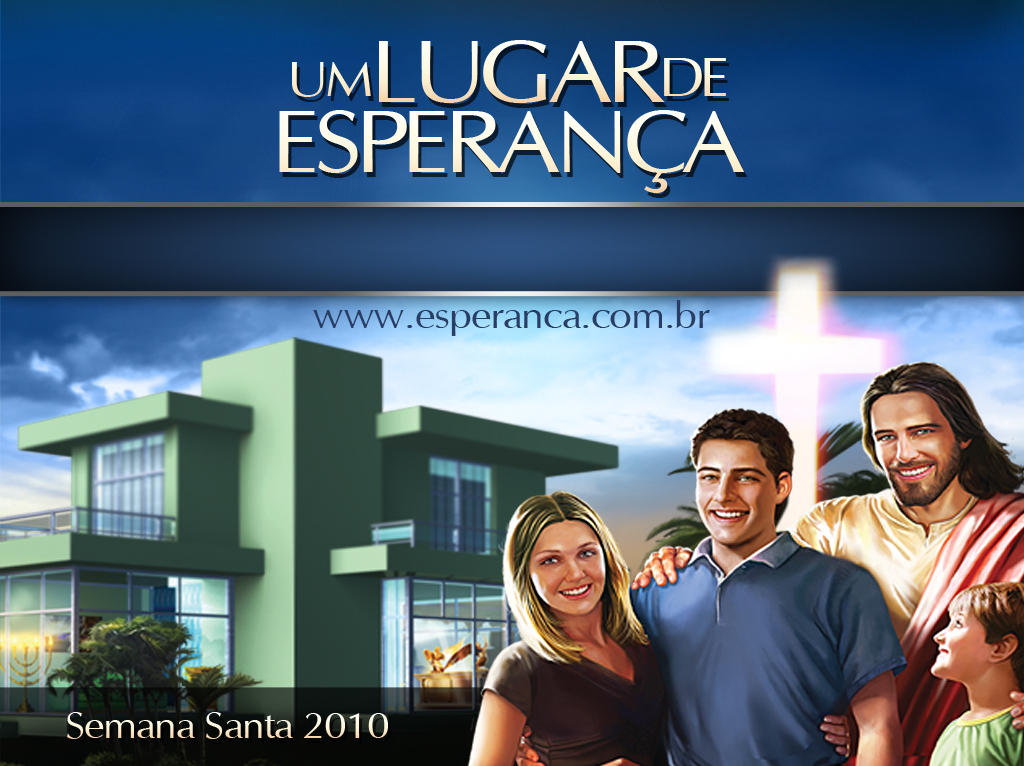 UM LUGAR DE
ESPERANÇA
www.esperanca.com.br
Semana Santa 2010